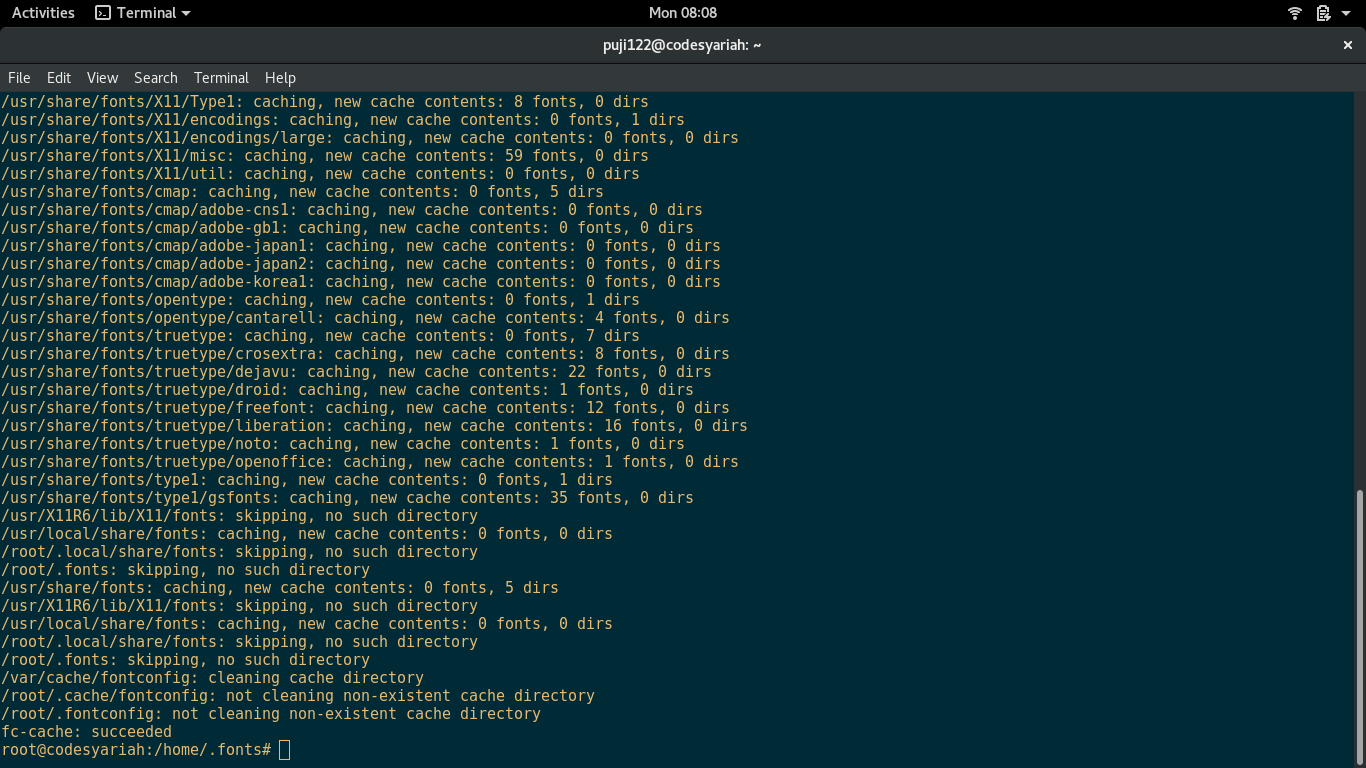 Activities Terminal Mon 08:08
puji122@codesyariah: ~
File Edit View Search Terminal Help
/usr/share/fonts/X11/Type1: caching, new cache contents: 8 fonts, 0 dirs
/usr/share/fonts/X11/encodings: caching, new cache contents: 0 fonts, 1 dirs
/usr/share/fonts/X11/encodings/large: caching, new cache contents: 0 fonts, 0 dirs
/usr/share/fonts/X11/misc: caching, new cache contents: 59 fonts, 0 dirs
/usr/share/fonts/X11/util: caching, new cache contents: 0 fonts, 0 dirs
/usr/share/fonts/cmap: caching, new cache contents: 0 fonts, 5 dirs
/usr/share/fonts/cmap/adobe-cns1: caching, new cache contents: 0 fonts, 0 dirs
/usr/share/fonts/cmap/adobe-gb1: caching, new cache contents: 0 fonts, 0 dirs
/usr/share/fonts/cmap/adobe-japan1: caching, new cache contents: 0 fonts, 0 dirs
/usr/share/fonts/cmap/adobe-japan2: caching, new cache contents: 0 fonts, 0 dirs
/usr/share/fonts/cmap/adobe-korea1: caching, new cache contents: 0 fonts, 0 dirs
/usr/share/fonts/opentype: caching, new cache contents: 0 fonts, 1 dirs
/usr/share/fonts/opentype/cantarell: caching, new cache contents: 4 fonts, 0 dirs
/usr/share/fonts/truetype: caching, new cache contents: 0 fonts, 7 dirs
/usr/share/fonts/truetype/crosextra: caching, new cache contents: 8 fonts, 0 dirs
/usr/share/fonts/truetype/dejavu: caching, new cache contents: 22 fonts, 0 dirs
/usr/share/fonts/truetype/droid: caching, new cache contents: 1 fonts, 0 dirs
/usr/share/fonts/truetype/freefont: caching, new cache contents: 12 fonts, 0 dirs
/usr/share/fonts/truetype/liberation: caching, new cache contents: 16 fonts, 0 dirs
/usr/share/fonts/truetype/noto: caching, new cache contents: 1 fonts, 0 dirs
/usr/share/fonts/truetype/openoffice: caching, new cache contents: 1 fonts, 0 dirs
/usr/share/fonts/type1: caching, new cache contents: 0 fonts, 1 dirs
/usr/share/fonts/type1/gsfonts: caching, new cache contents: 35 fonts, 0 dirs
/usr/X11R6/lib/X11/fonts: skipping, no such directory
/usr/local/share/fonts: caching, new cache contents: 0 fonts, 0 dirs
/root/.local/share/fonts: skipping, no such directory
/root/.fonts: skipping, no such directory
/usr/share/fonts: caching, new cache contents: 0 fonts, 5 dirs
/usr/X11R6/lib/X11/fonts: skipping, no such directory
/usr/local/share/fonts: caching, new cache contents: 0 fonts, 0 dirs
/root/.local/share/fonts: skipping, no such directory
/root/.fonts: skipping, no such directory
/var/cache/fontconfig: cleaning cache directory
/root/.cache/fontconfig: not cleaning non-existent cache directory
/root/.fontconfig: not cleaning non-existent cache directory
fc-cache: succeeded
root@codesyariah:/home/.fonts#